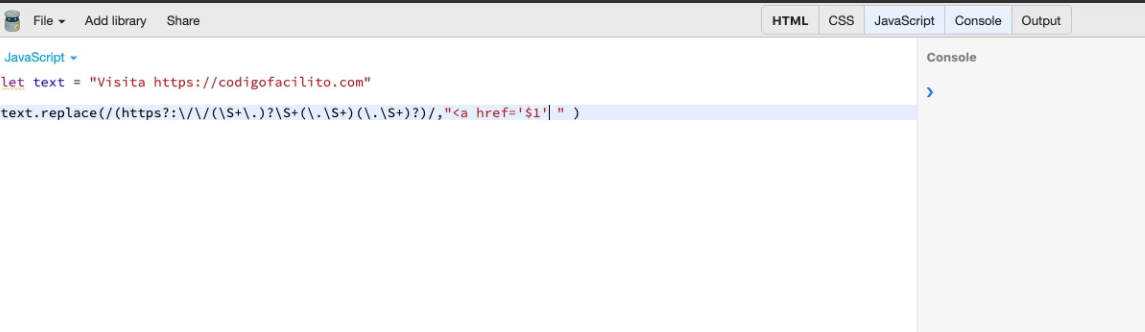 File Add library Share HTML CSS JavaScript Console Output
JavaScript Console
let text = "Visita https://codigofacilito.com"
text.replace(/(https?:\/\/(\S+\.)?\S+(\.\S+)(\.\S+)?)/,"<a href='$1' " )